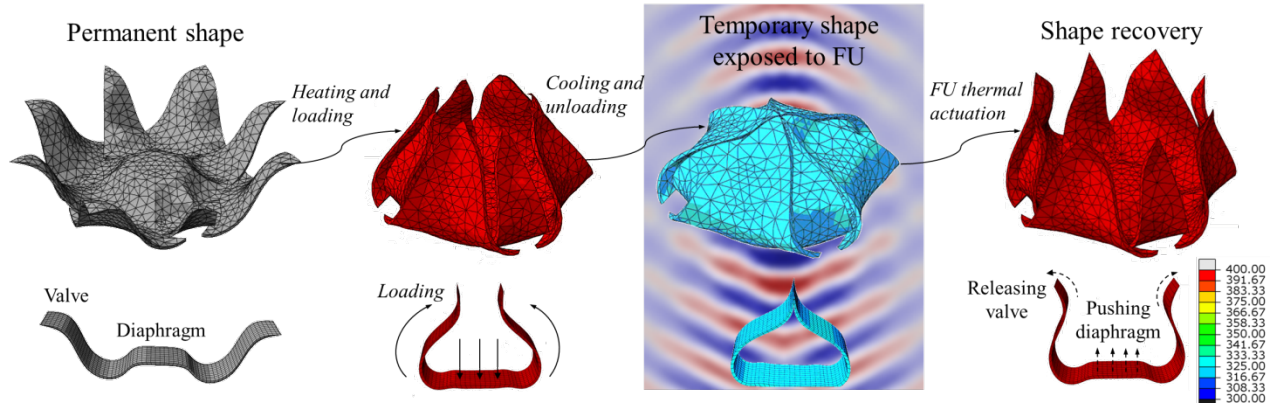 Permanent shape
Heating and
loading
Cooling and
unloading
Temporary shape
exposed to FU
FU thermal
actuation
Shape recovery
Valve
Diaphragm
Loading
Releasing
valve
Pushing
diaphragm
400.00
391.67
383.33
375.00
366.67
358.33
350.00
341.67
333.33
325.00
316.67
308.33
300.00